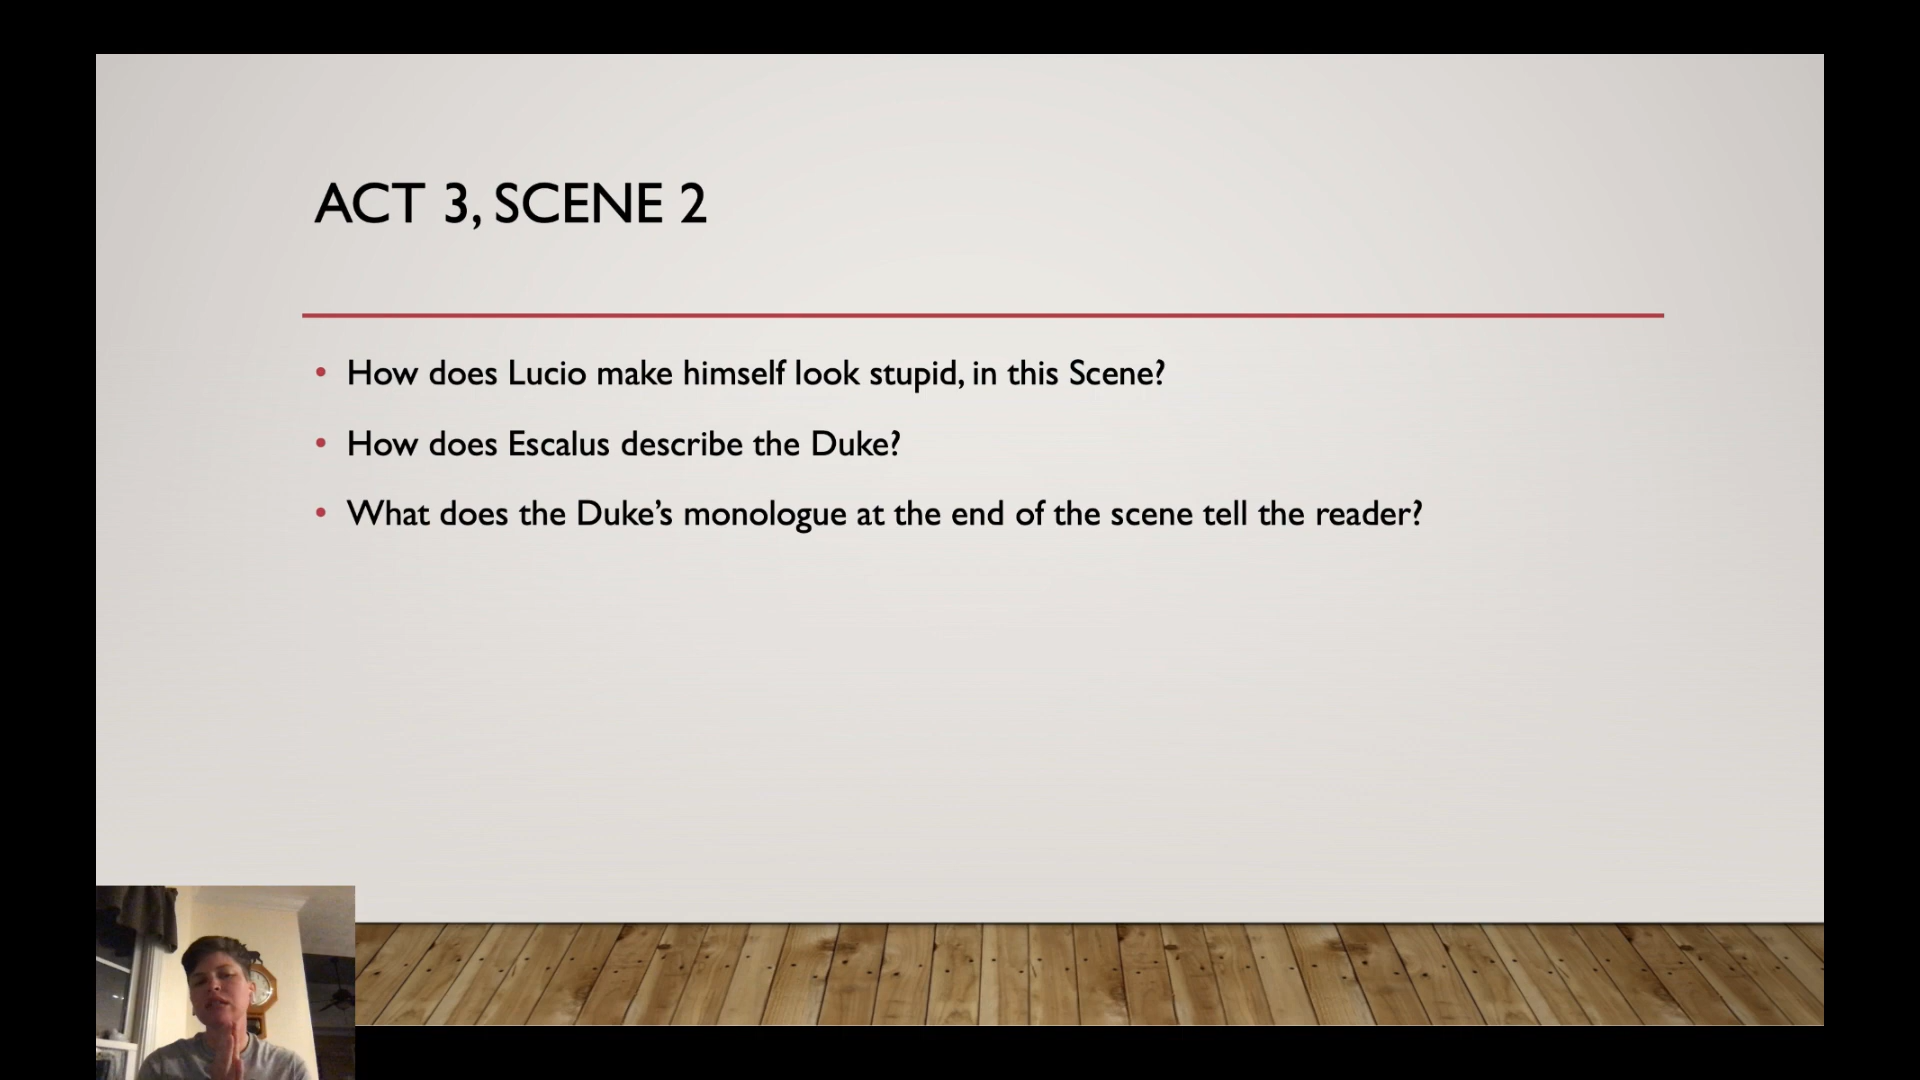 ACT 3, SCENE 2
• How does Lucio make himself look stupid, in this Scene?
• How does Escalus describe the Duke?
• What does the Duke’s monologue at the end of the scene tell the reader?